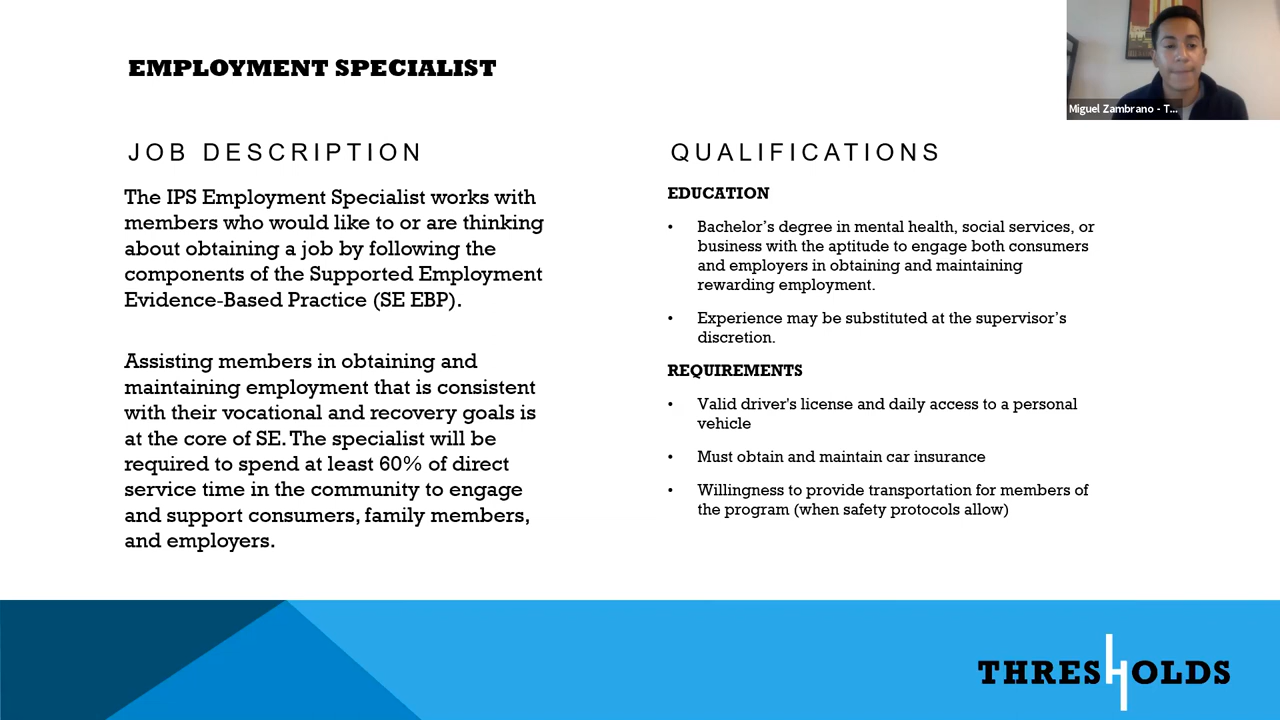 EMPLOYMENT SPECIALIST
Miguel Zambrano - T...
JOB DESCRIPTION
The IPS Employment Specialist works with
members who would like to or are thinking
about obtaining a job by following the
components of the Supported Employment
Evidence-Based Practice (SE EBP).
Assisting members in obtaining and
maintaining employment that is consistent
with their vocational and recovery goals is
at the core of SE. The specialist will be
required to spend at least 60% of direct
service time in the community to engage
and support consumers, family members,
and employers.
QUALIFICATIONS
EDUCATION
• Bachelor’s degree in mental health, social services, or
business with the aptitude to engage both consumers
and employers in obtaining and maintaining
rewarding employment.
• Experience may be substituted at the supervisor’s
discretion.
REQUIREMENTS
• Valid driver's license and daily access to a personal
vehicle
• Must obtain and maintain car insurance
• Willingness to provide transportation for members of
the program (when safety protocols allow)
THRESHOLDS